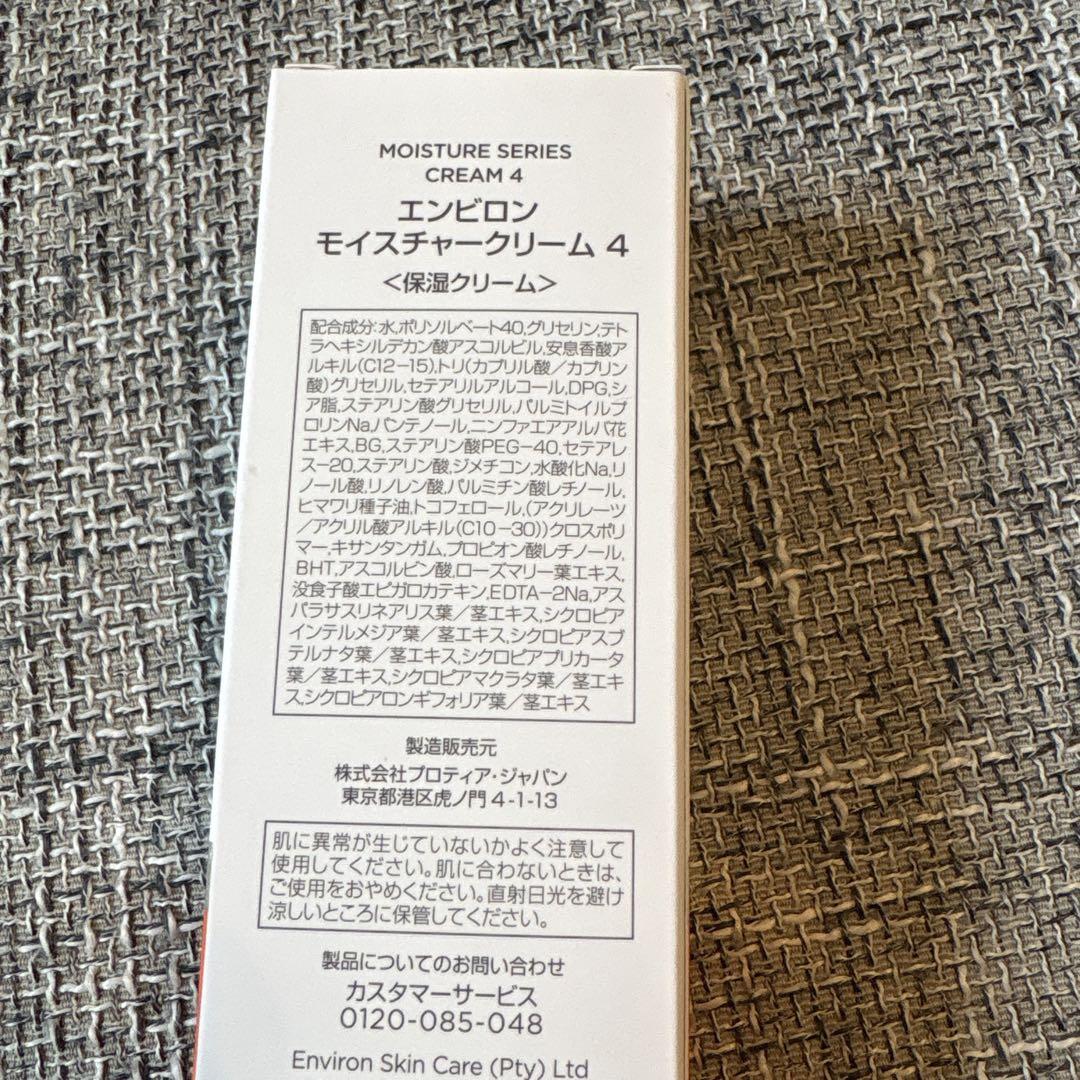 MOISTURE SERIES
CREAM 4
エンビロン
モイスチャークリーム 4
<保湿クリーム>
配合成分:水,ポリソルベート40,グリセリン,テト
ラヘキシルデカン酸アスコルビル,安息香酸ア
ルキル(C12-15),トリ(カプリル酸/カプリン
酸)グリセリル,セテアリルアルコール,DPG,シ
ア脂,ステアリン酸グリセリル,パルミトイルプ
ロリンNa,パンテノール,ニンファエアアルバ花
エキス,BG,ステアリン酸PEG-40,セテアレ
ス-20,ステアリン酸,ジメチコン,水酸化Na,リ
ノール酸,リノレン酸,パルミチン酸レチノール,
ヒマワリ種子油,トコフェロール,(アクリレーツ
/アクリル酸アルキル(C10-30))クロスポリ
マー,キサンタンガム,プロピオン酸レチノール,
BHT,アスコルビン酸,ローズマリー葉エキス,
没食子酸エピガロカテキン,EDTA-2Na,アス
パラサスリネアリス葉/茎エキス,シクロピア
インテルメジア葉/茎エキス,シクロピアスブ
テルナタ葉/茎エキス,シクロピアプリカータ
葉/茎エキス,シクロピアマクラタ葉/茎エキ
ス,シクロピアロンギフォリア葉/茎エキス
製造販売元
株式会社プロティア・ジャパン
東京都港区虎ノ門 4-1-13
肌に異常が生じていないかよく注意して
使用してください。肌に合わないときは、
ご使用をおやめください。直射日光を避け
涼しいところに保管してください。
製品についてのお問い合わせ
カスタマーサービス
0120-085-048
Environ Skin Care (Pty) Ltd